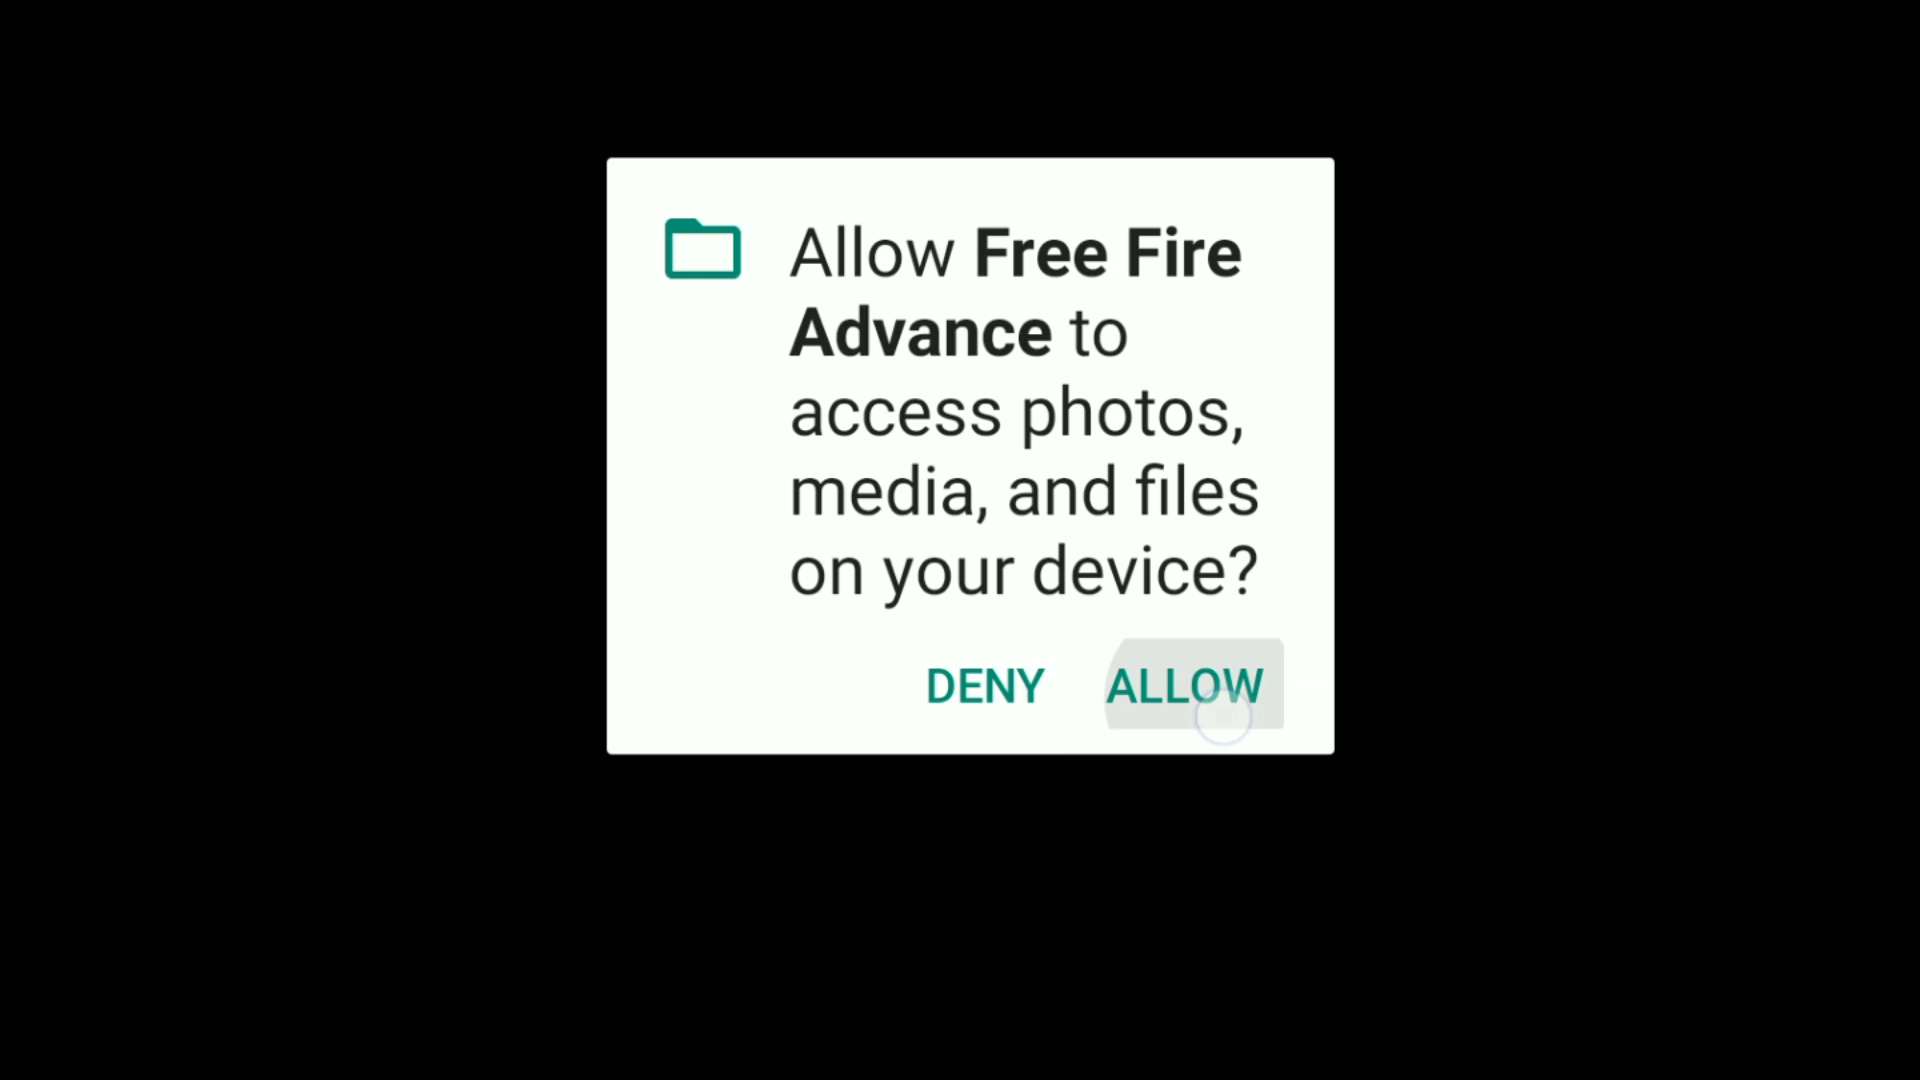 Allow Free Fire
Advance to
access photos,
media, and files
on your device?
DENY ALLOW